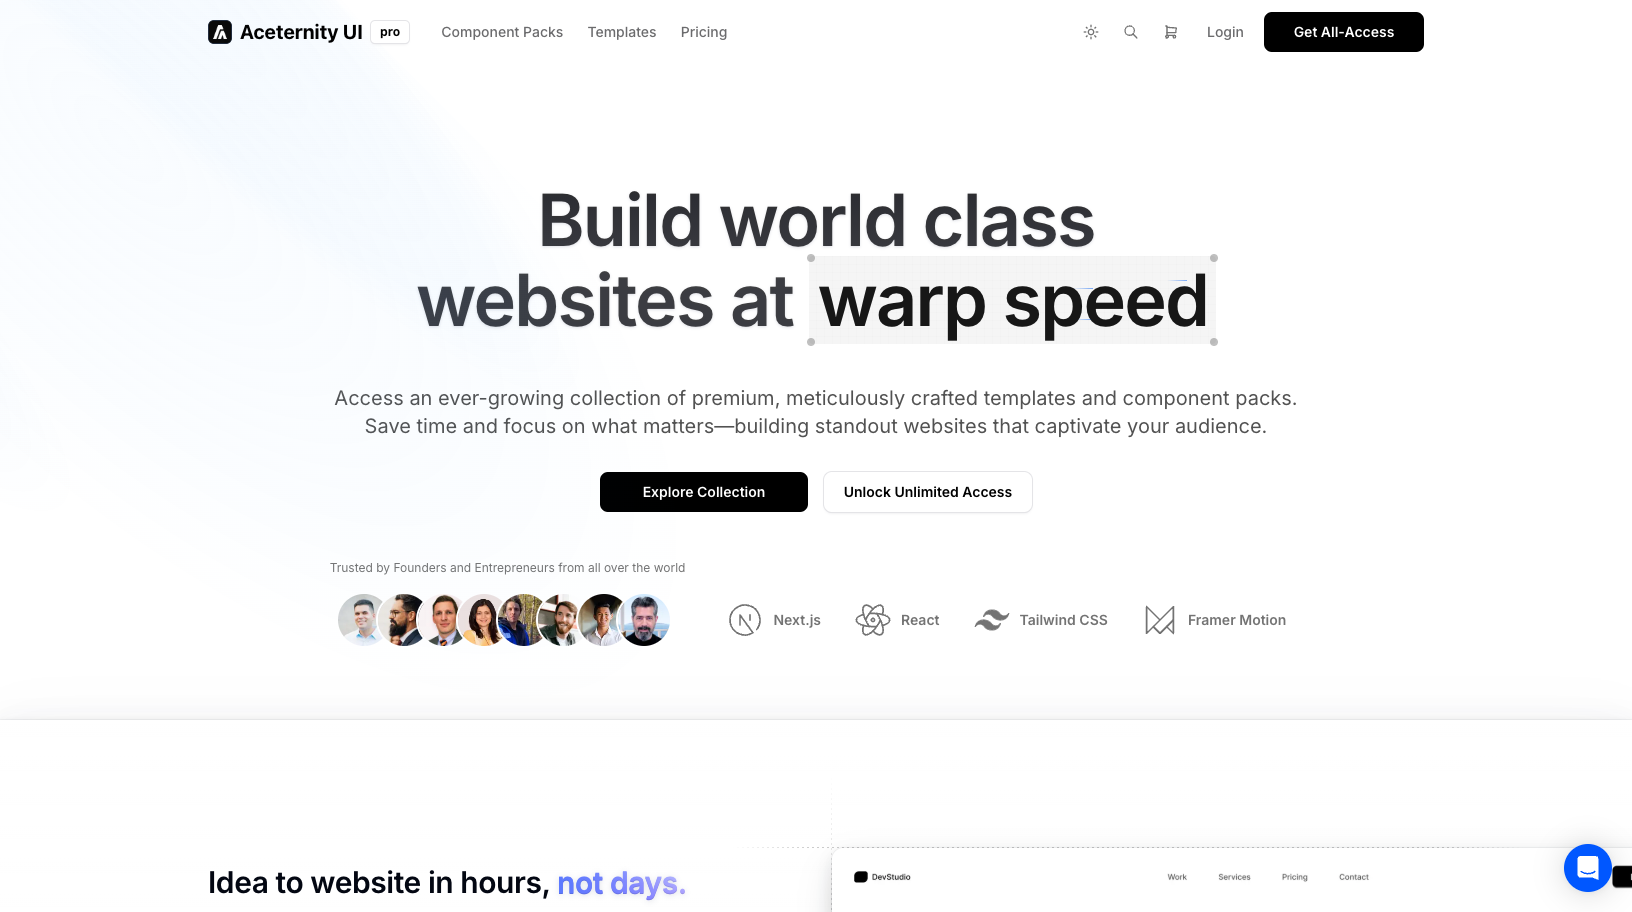 Aceternity UI pro Component Packs Templates Pricing Login Get All-Access
Build world class
websites at warp speed
Access an ever-growing collection of premium, meticulously crafted templates and component packs.
Save time and focus on what matters—building standout websites that captivate your audience.
Explore Collection Unlock Unlimited Access
Trusted by Founders and Entrepreneurs from all over the world
Next.js React Tailwind CSS Framer Motion
DevStudio Work Services Pricing Contact
Idea to website in hours, not days.